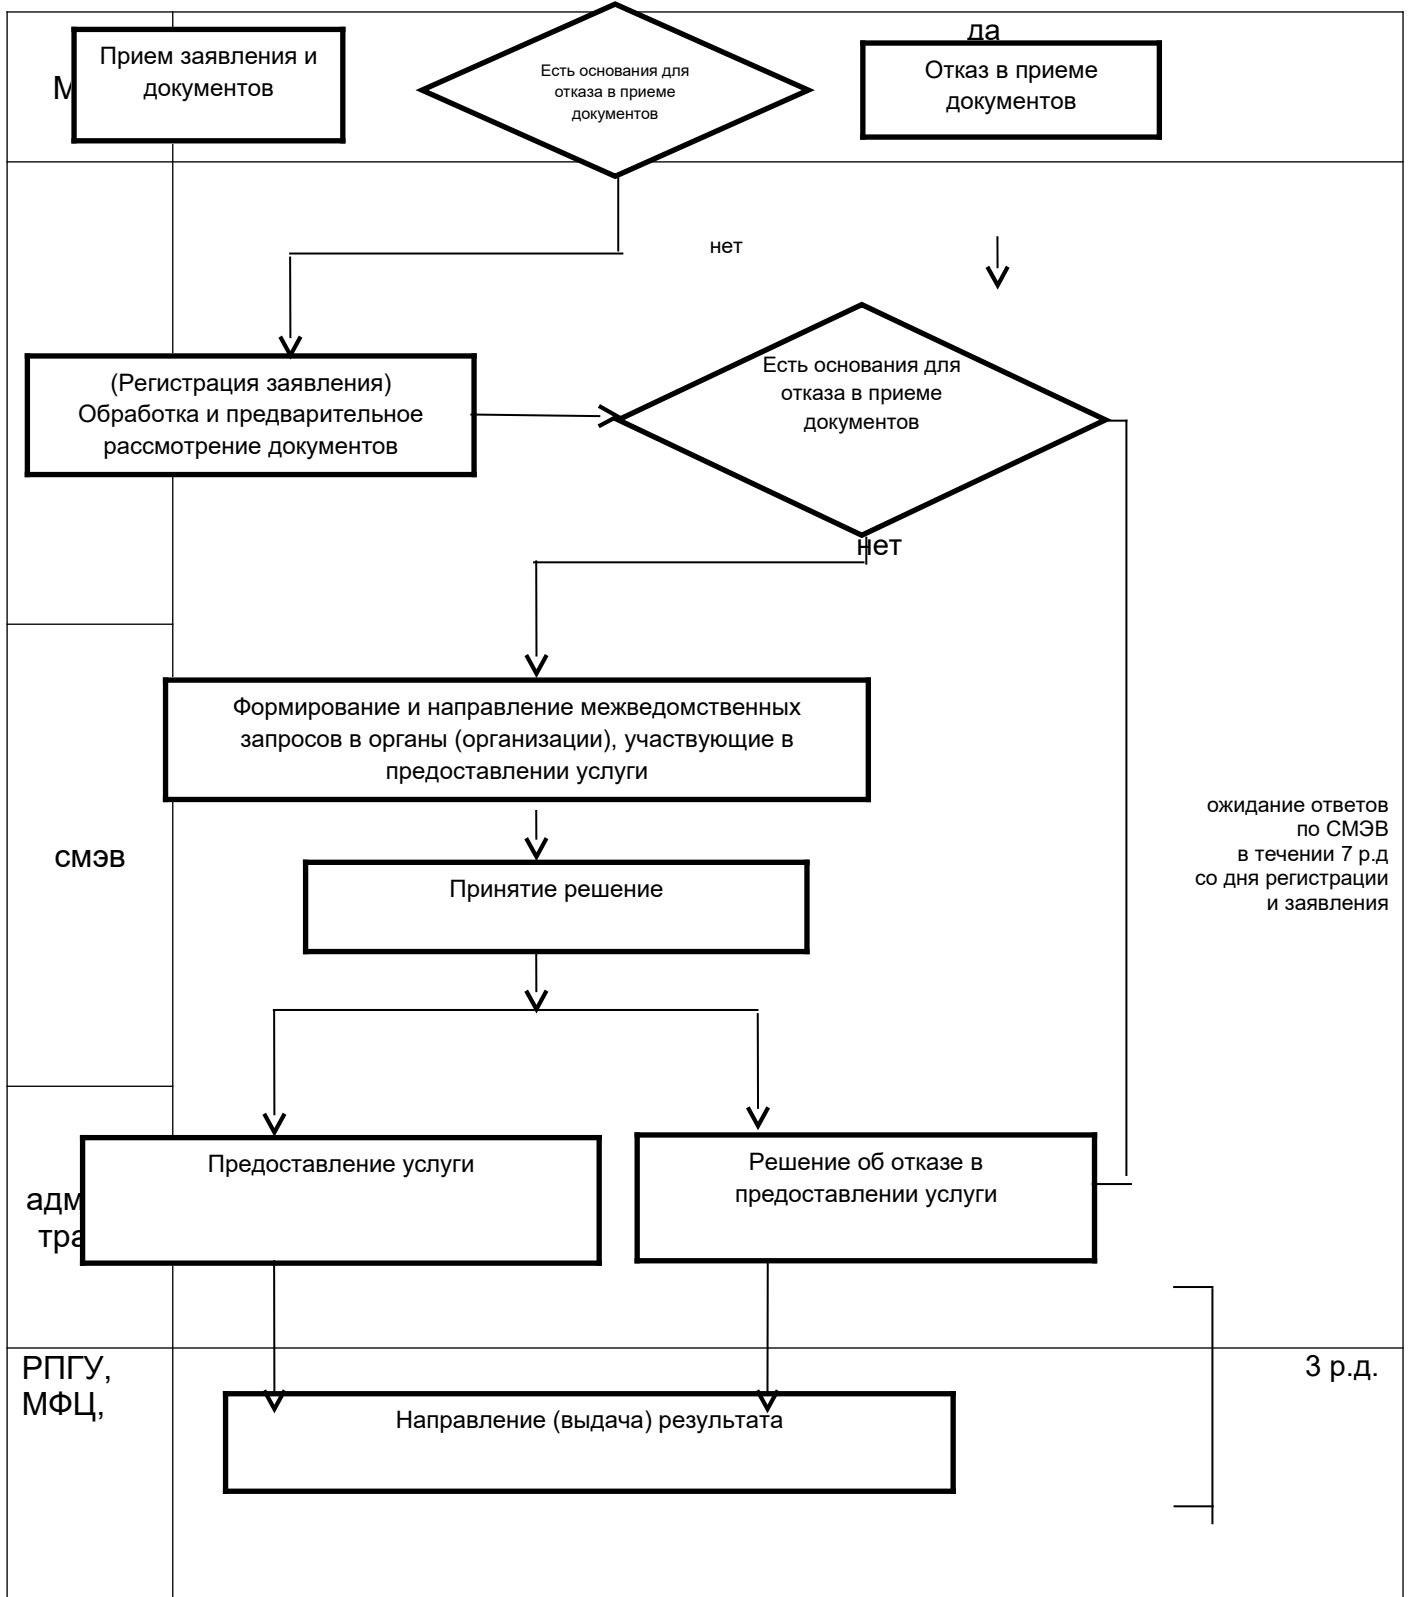 да
Прием заявления и
документов
Есть основания для
отказа в приеме
документов
Отказ в приеме
документов
нет
(Регистрация заявления)
Обработка и предварительное
рассмотрение документов
Есть основания для
отказа в приеме
документов
нет
Формирование и направление межведомственных
запросов в органы (организации), участвующие в
предоставлении услуги
смэв
ожидание ответов
по СМЭВ
в течении 7 р.д
со дня регистрации
и заявления
Принятие решение
Предоставление услуги
Решение об отказе в
предоставлении услуги
адм
тра
РПГУ,
МФЦ,
3 р.д.
Направление (выдача) результата